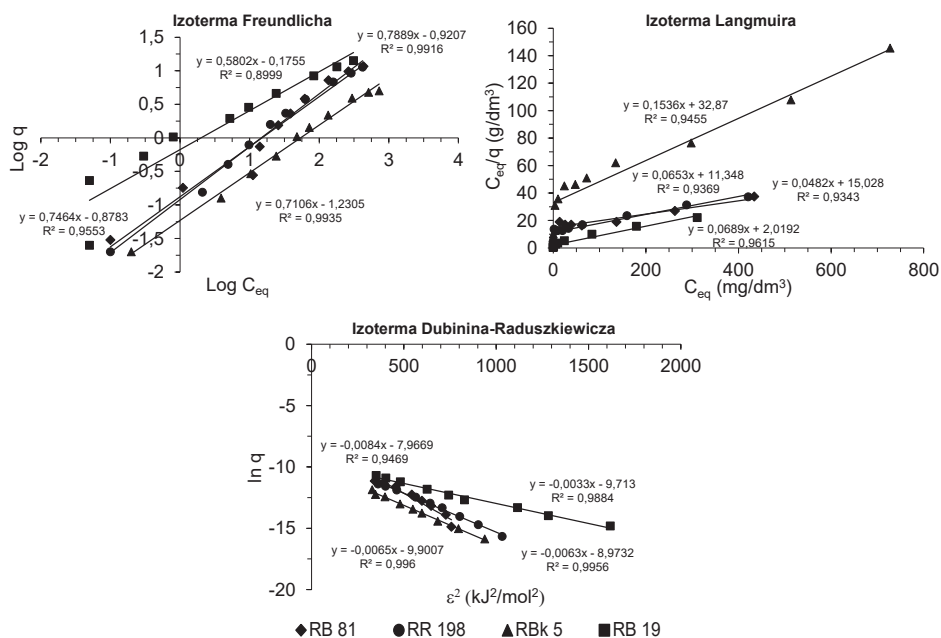 Izoterma Freundlicha
y = 0,7889x - 0,9207
R² = 0,9916
y = 0,5802x - 0,1755
R² = 0,8999
y = 0,7464x - 0,8783
R² = 0,9553
y = 0,7106x - 1,2305
R² = 0,9935
Log q
1,5
1
0,5
0
-0,5
-1
-1,5
-2
-2 -1 0 1 2 3 4
Log Ceq
Izoterma Langmuira
Ceq/q (g/dm³)
160
140
120
100
80
60
40
20
0
y = 0,1536x + 32,87
R² = 0,9455
y = 0,0653x + 11,348
R² = 0,9369
y = 0,0482x + 15,028
R² = 0,9343
y = 0,0689x + 2,0192
R² = 0,9615
0 200 400 600 800
Ceq (mg/dm³)
Izoterma Dubinina-Raduszkiewicza
0 500 1000 1500 2000
ln q
0
-5
-10
-15
-20
y = -0,0084x - 7,9669
R² = 0,9469
y = -0,0033x - 9,713
R² = 0,9884
y = -0,0065x - 9,9007
R² = 0,996
y = -0,0063x - 8,9732
R² = 0,9956
ε² (kJ²/mol²)
◆ RB 81 ● RR 198 ▲ RBk 5 ■ RB 19